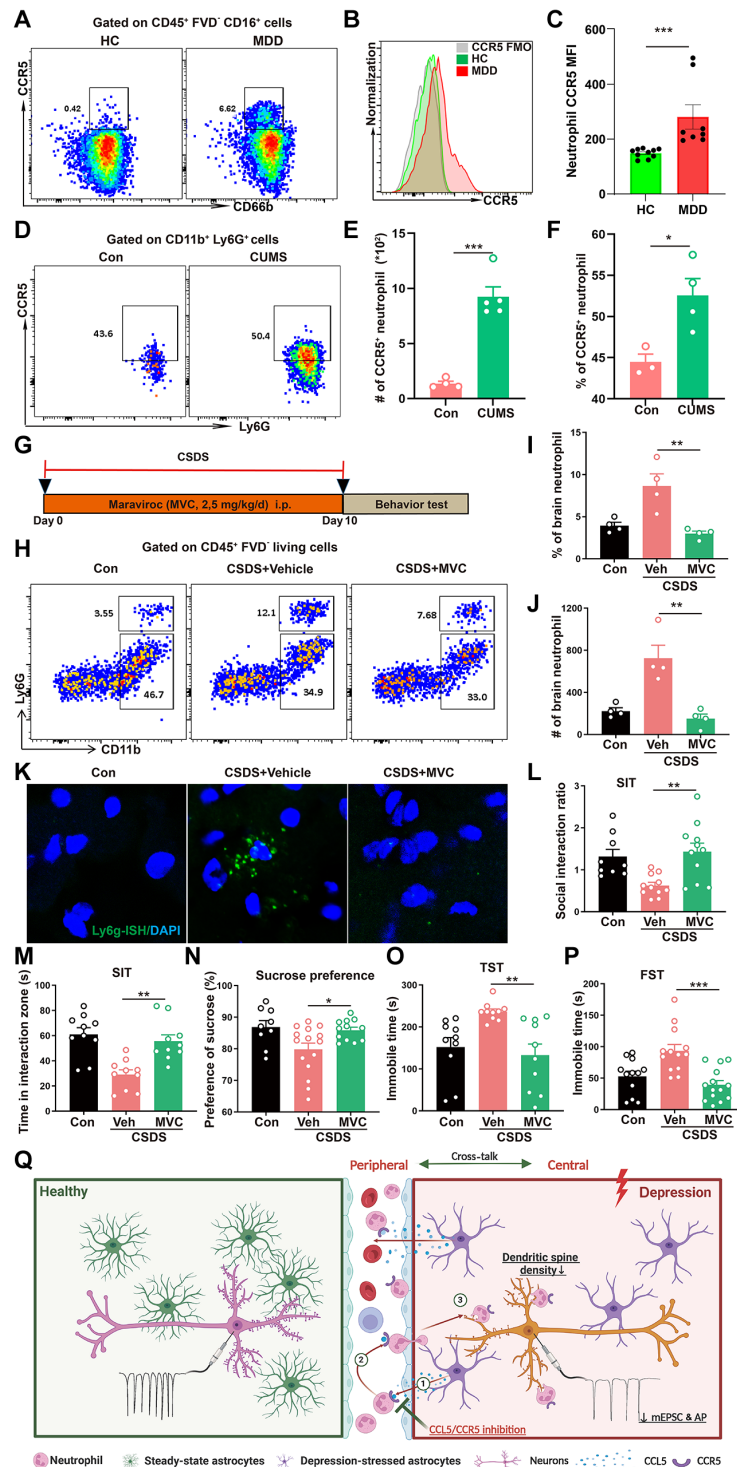 A
Gated on CD45⁺ FVD⁻ CD16⁺ cells
HC
MDD
CCR5
0.42
6.62
CD66b
B
Normalization
CCR5 FMO
HC
MDD
CCR5
C
Neutrophil CCR5 MFI
600
400
200
0
***
HC
MDD
D
Gated on CD11b⁺ Ly6G⁺ cells
Con
CUMS
CCR5
43.6
50.4
Ly6G
E
# of CCR5⁺ neutrophil (*10²)
15
10
5
0
***
Con
CUMS
F
% of CCR5⁺ neutrophil
60
55
50
45
40
*
Con
CUMS
G
CSDS
Maraviroc (MVC, 2,5 mg/kg/d) i.p.
Behavior test
Day 0
Day 10
H
Gated on CD45⁺ FVD⁻ living cells
Con
CSDS+Vehicle
CSDS+MVC
Ly6G
3.55
46.7
12.1
34.9
7.68
33.0
CD11b
I
% of brain neutrophil
15
10
5
0
**
Con
Veh
MVC
CSDS
J
# of brain neutrophil
1200
800
400
0
**
Con
Veh
MVC
CSDS
K
Con
CSDS+Vehicle
CSDS+MVC
Ly6g-ISH/DAPI
L
SIT
Social interaction ratio
3
2
1
0
**
Con
Veh
MVC
CSDS
M
SIT
Time in interaction zone (s)
100
80
60
40
20
0
**
Con
Veh
MVC
CSDS
N
Sucrose preference
Preference of sucrose (%)
100
90
80
70
60
*
Con
Veh
MVC
CSDS
O
TST
Immobile time (s)
300
200
100
0
**
Con
Veh
MVC
CSDS
P
FST
Immobile time (s)
200
150
100
50
0
***
Con
Veh
MVC
CSDS
Q
Peripheral
Cross-talk
Central
Healthy
Depression
Dendritic spine
density↓
3
2
1
CCL5/CCR5 inhibition
↓ mEPSC & AP
Neutrophil
Steady-state astrocytes
Depression-stressed astrocytes
Neurons
CCL5
CCR5